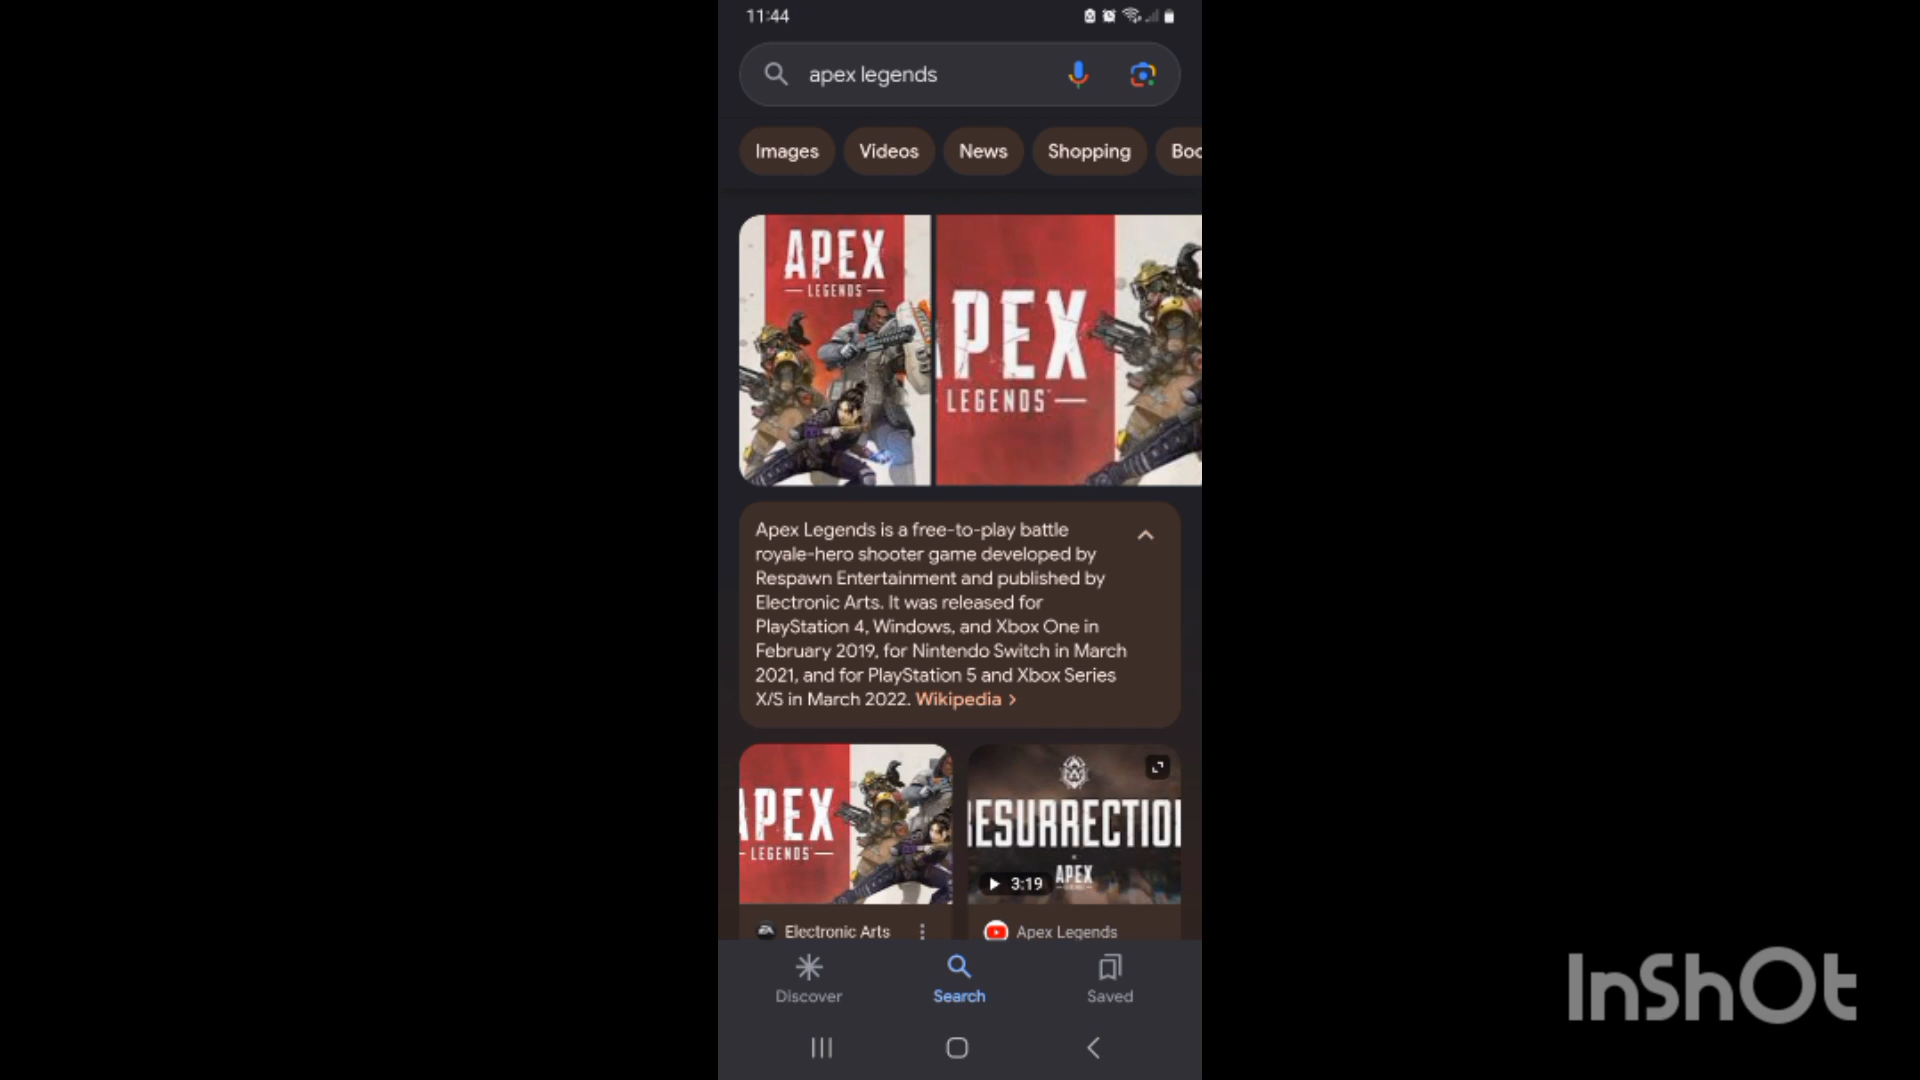 11:44
apex legends
Images
Videos
News
Shopping
Boo
APEX
LEGENDS
APEX
LEGENDS
Apex Legends is a free-to-play battle
royale-hero shooter game developed by
Respawn Entertainment and published by
Electronic Arts. It was released for
PlayStation 4, Windows, and Xbox One in
February 2019, for Nintendo Switch in March
2021, and for PlayStation 5 and Xbox Series
X/S in March 2022. Wikipedia >
APEX
LEGENDS
ESURRECTIO
APEX
3:19
Electronic Arts
Apex Legends
Discover
Search
Saved
InShOt